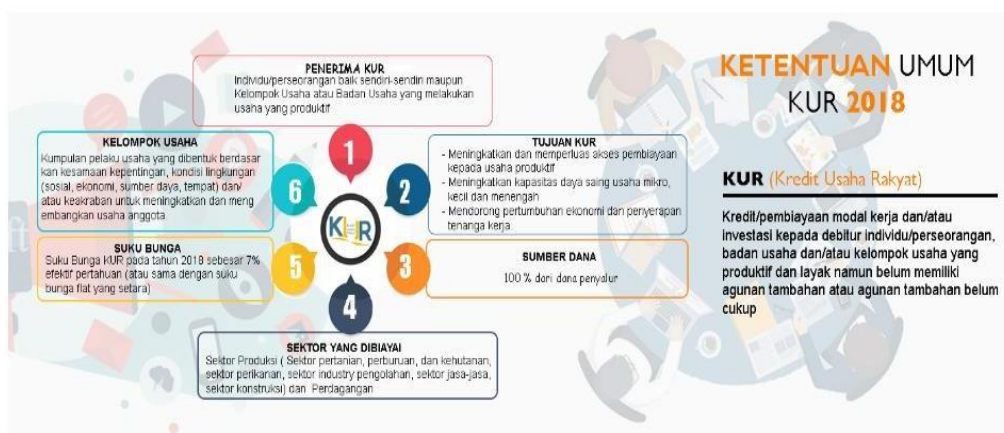 KETENTUAN UMUM
KUR 2018
KUR (Kredit Usaha Rakyat)
Kredit/pembiayaan modal kerja dan/atau
investasi kepada debitur individu/perseorangan,
badan usaha dan/atau kelompok usaha yang
produktif dan layak namun belum memiliki
agunan tambahan atau agunan tambahan belum
cukup
PENERIMA KUR
Individu/perseorangan baik sendiri-sendiri maupun
Kelompok Usaha atau Badan Usaha yang melakukan
usaha yang produktif
1
TUJUAN KUR
- Meningkatkan dan memperluas akses pembiayaan
kepada usaha produktif
- Meningkatkan kapasitas daya saing usaha mikro,
kecil dan menengah
- Mendorong pertumbuhan ekonomi dan penyerapan
tenanga kerja
2
SUMBER DANA
100 % dari dana penyalur
3
4
SEKTOR YANG DIBIAYAI
Sektor Produksi ( Sektor pertanian, perburuan, dan kehutanan,
sektor perikanan, sektor industry pengolahan, sektor jasa-jasa,
sektor konstruksi) dan Perdagangan
SUKU BUNGA
Suku Bunga KUR pada tahun 2018 sebesar 7%
efektif pertahuan (atau sama dengan suku
bunga flat yang setara)
5
KELOMPOK USAHA
Kumpulan pelaku usaha yang dibentuk berdasar
kan kesamaan kepentingan, kondisi lingkungan
(sosial, ekonomi, sumber daya, tempat) dan/
atau keakraban untuk meningkatkan dan meng
embangkan usaha anggota.
6
KUR